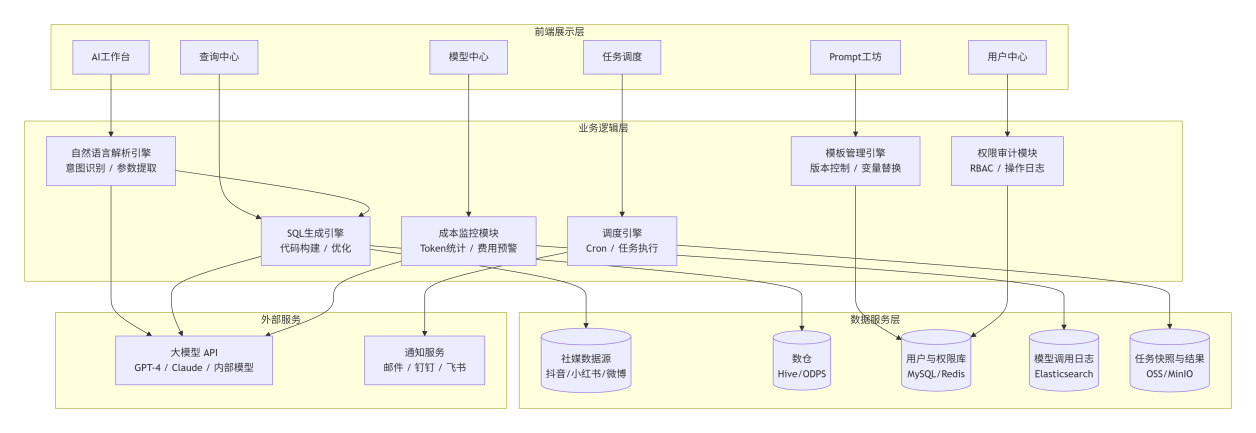 前端展示层
AI工作台
查询中心
模型中心
任务调度
Prompt工坊
用户中心
业务逻辑层
自然语言解析引擎
意图识别 / 参数提取
模板管理引擎
版本控制 / 变量替换
权限审计模块
RBAC / 操作日志
SQL生成引擎
代码构建 / 优化
成本监控模块
Token统计 / 费用预警
调度引擎
Cron / 任务执行
外部服务
大模型 API
GPT-4 / Claude / 内部模型
通知服务
邮件 / 钉钉 / 飞书
数据服务层
社媒数据源
抖音/小红书/微博
数仓
Hive/ODPS
用户与权限库
MySQL/Redis
模型调用日志
Elasticsearch
任务快照与结果
OSS/MinIO